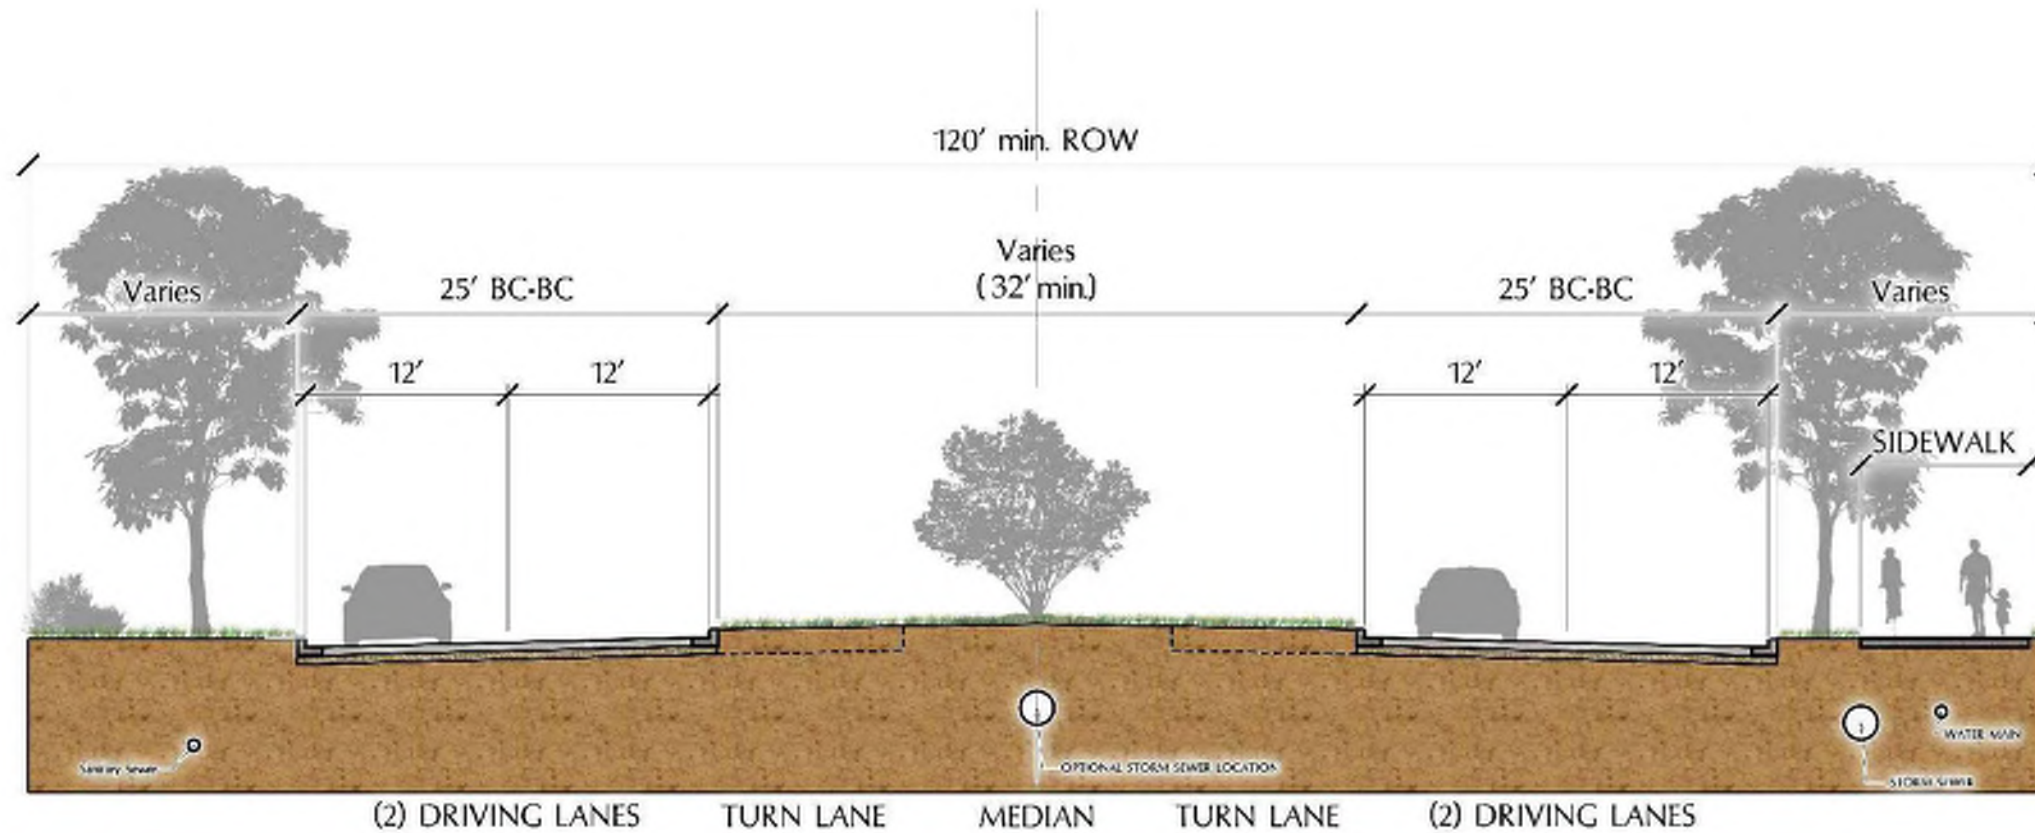 120' min. ROW
Varies
(32' min.)
Varies
25' BC-BC
25' BC-BC
Varies
12'
12'
12'
12'
SIDEWALK
WATER MAIN
Sanitary Sewer
OPTIONAL STORM SEWER LOCATION
STORM SEWER
(2) DRIVING LANES
TURN LANE
MEDIAN
TURN LANE
(2) DRIVING LANES